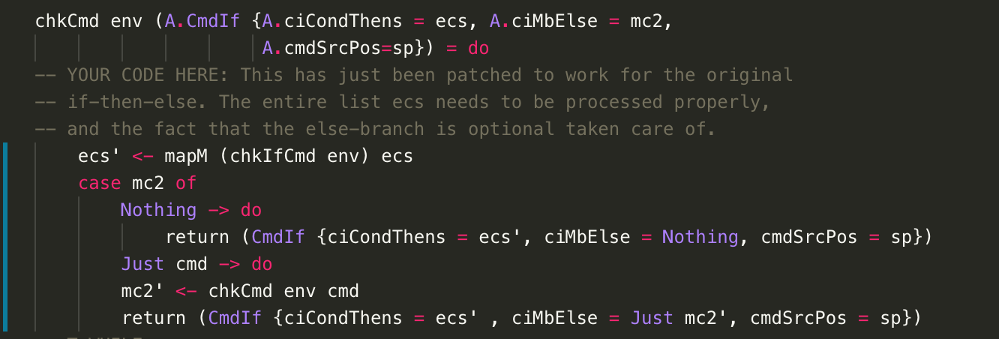 chkCmd env (A.CmdIf {A.ciCondThens = ecs, A.ciMbElse = mc2,
                     A.cmdSrcPos=sp}) = do
-- YOUR CODE HERE: This has just been patched to work for the original
-- if-then-else. The entire list ecs needs to be processed properly,
-- and the fact that the else-branch is optional taken care of.
    ecs' <- mapM (chkIfCmd env) ecs
    case mc2 of
        Nothing -> do
            return (CmdIf {ciCondThens = ecs', ciMbElse = Nothing, cmdSrcPos = sp})
        Just cmd -> do
        mc2' <- chkCmd env cmd
        return (CmdIf {ciCondThens = ecs' , ciMbElse = Just mc2', cmdSrcPos = sp})